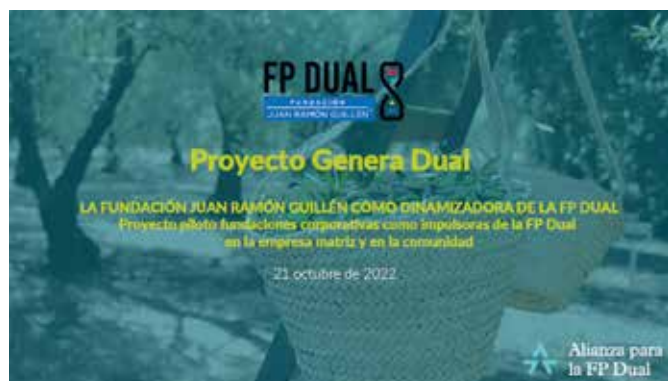 FP DUAL
FUNDACIÓN
JUAN RAMÓN GUILLÉN
Proyecto Genera Dual
LA FUNDACIÓN JUAN RAMÓN GUILLÉN COMO DINAMIZADORA DE LA FP DUAL
Proyecto piloto fundaciones corporativas como impulsoras de la FP Dual
en la empresa matriz y en la comunidad
21 octubre de 2022
Alianza para
la FP Dual